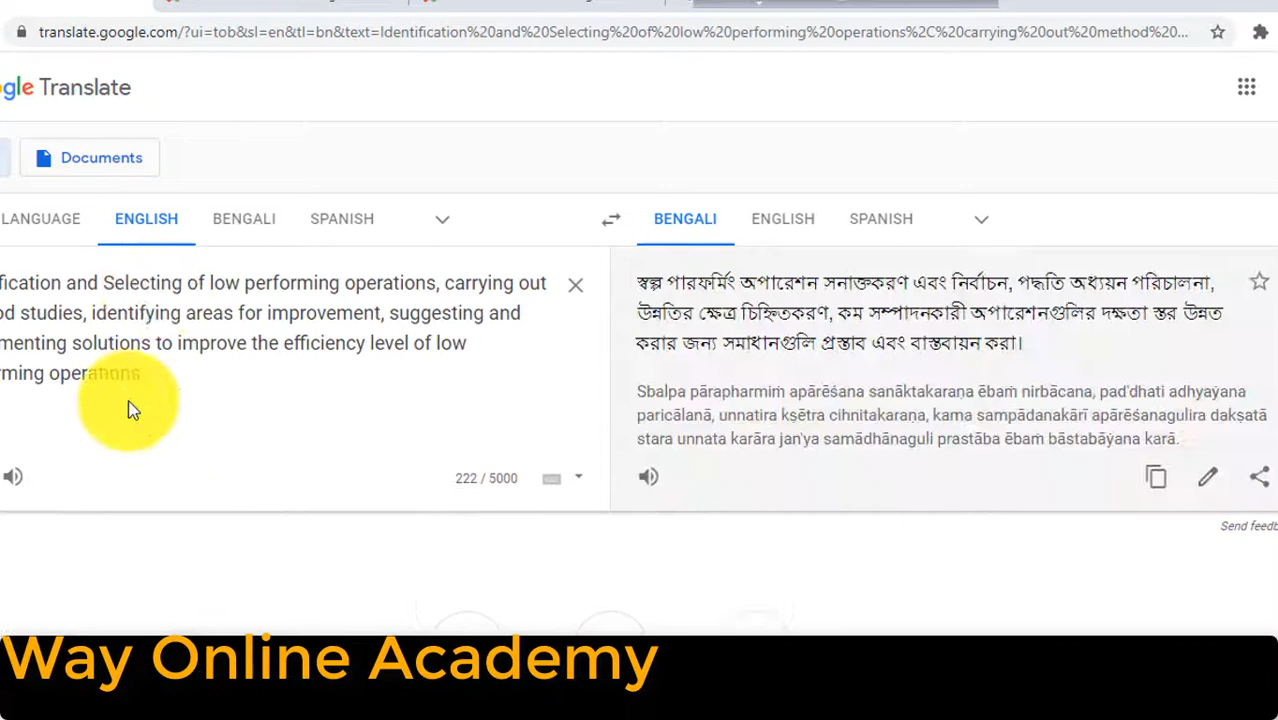 translate.google.com/?ui=tob&sl=en&tl=bn&text=Identification%20and%20Selecting%20of%20low%20performing%20operations%2C%20carrying%20out%20method%20...
gle Translate
Documents
LANGUAGE ENGLISH BENGALI SPANISH
BENGALI ENGLISH SPANISH
fication and Selecting of low performing operations, carrying out
od studies, identifying areas for improvement, suggesting and
menting solutions to improve the efficiency level of low
rming operations
222 / 5000
স্বল্প পারফর্মিং অপারেশন সনাক্তকরণ এবং নির্বাচন, পদ্ধতি অধ্যয়ন পরিচালনা,
উন্নতির ক্ষেত্র চিহ্নিতকরণ, কম সম্পাদনকারী অপারেশনগুলির দক্ষতা স্তর উন্নত
করার জন্য সমাধানগুলি প্রস্তাব এবং বাস্তবায়ন করা।
Sbalpa pārapharmiṁ apārēśana sanāktakaraṇa ēbaṁ nirbācana, pad'dhati adhyaẏana
paricālanā, unnatira kṣētra cihnitakaraṇa, kama sampādanakārī apārēśanagulira dakṣatā
stara unnata karāra jan'ya samādhānaguli prastāba ēbaṁ bāstabāẏana karā.
Send feedb
Way Online Academy